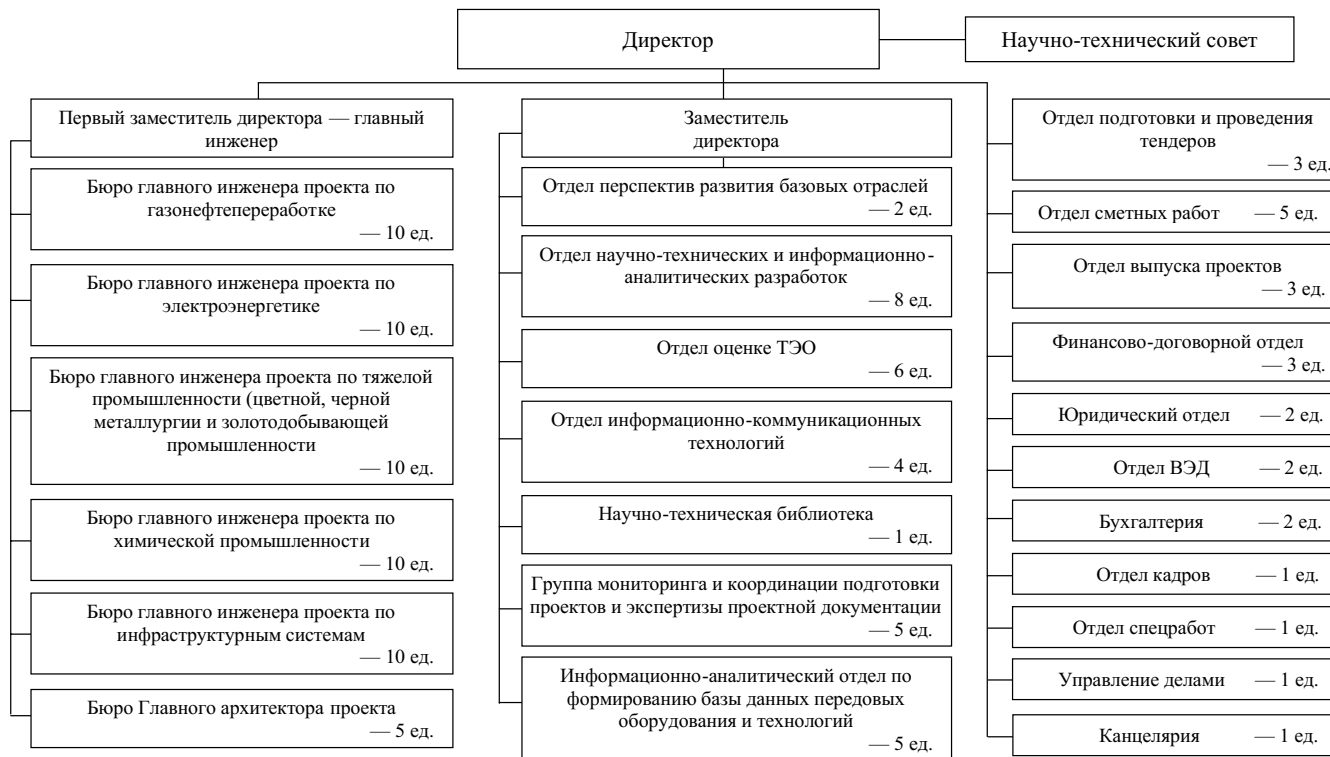 Директор
Научно-технический совет
Первый заместитель директора — главный
инженер
Бюро главного инженера проекта по
газонефтепереработке
— 10 ед.
Бюро главного инженера проекта по
электроэнергетике
— 10 ед.
Бюро главного инженера проекта по тяжелой
промышленности (цветной, черной
металлургии и золотодобывающей
промышленности
— 10 ед.
Бюро главного инженера проекта по
химической промышленности
— 10 ед.
Бюро главного инженера проекта по
инфраструктурным системам
— 10 ед.
Бюро Главного архитектора проекта
— 5 ед.
Заместитель
директора
Отдел перспектив развития базовых отраслей
— 2 ед.
Отдел научно-технических и информационно-
аналитических разработок
— 8 ед.
Отдел оценке ТЭО
— 6 ед.
Отдел информационно-коммуникационных
технологий
— 4 ед.
Научно-техническая библиотека
— 1 ед.
Группа мониторинга и координации подготовки
проектов и экспертизы проектной документации
— 5 ед.
Информационно-аналитический отдел по
формированию базы данных передовых
оборудования и технологий
— 5 ед.
Отдел подготовки и проведения
тендеров
— 3 ед.
Отдел сметных работ — 5 ед.
Отдел выпуска проектов
— 3 ед.
Финансово-договорной отдел
— 3 ед.
Юридический отдел — 2 ед.
Отдел ВЭД — 2 ед.
Бухгалтерия — 2 ед.
Отдел кадров — 1 ед.
Отдел спецработ — 1 ед.
Управление делами — 1 ед.
Канцелярия — 1 ед.